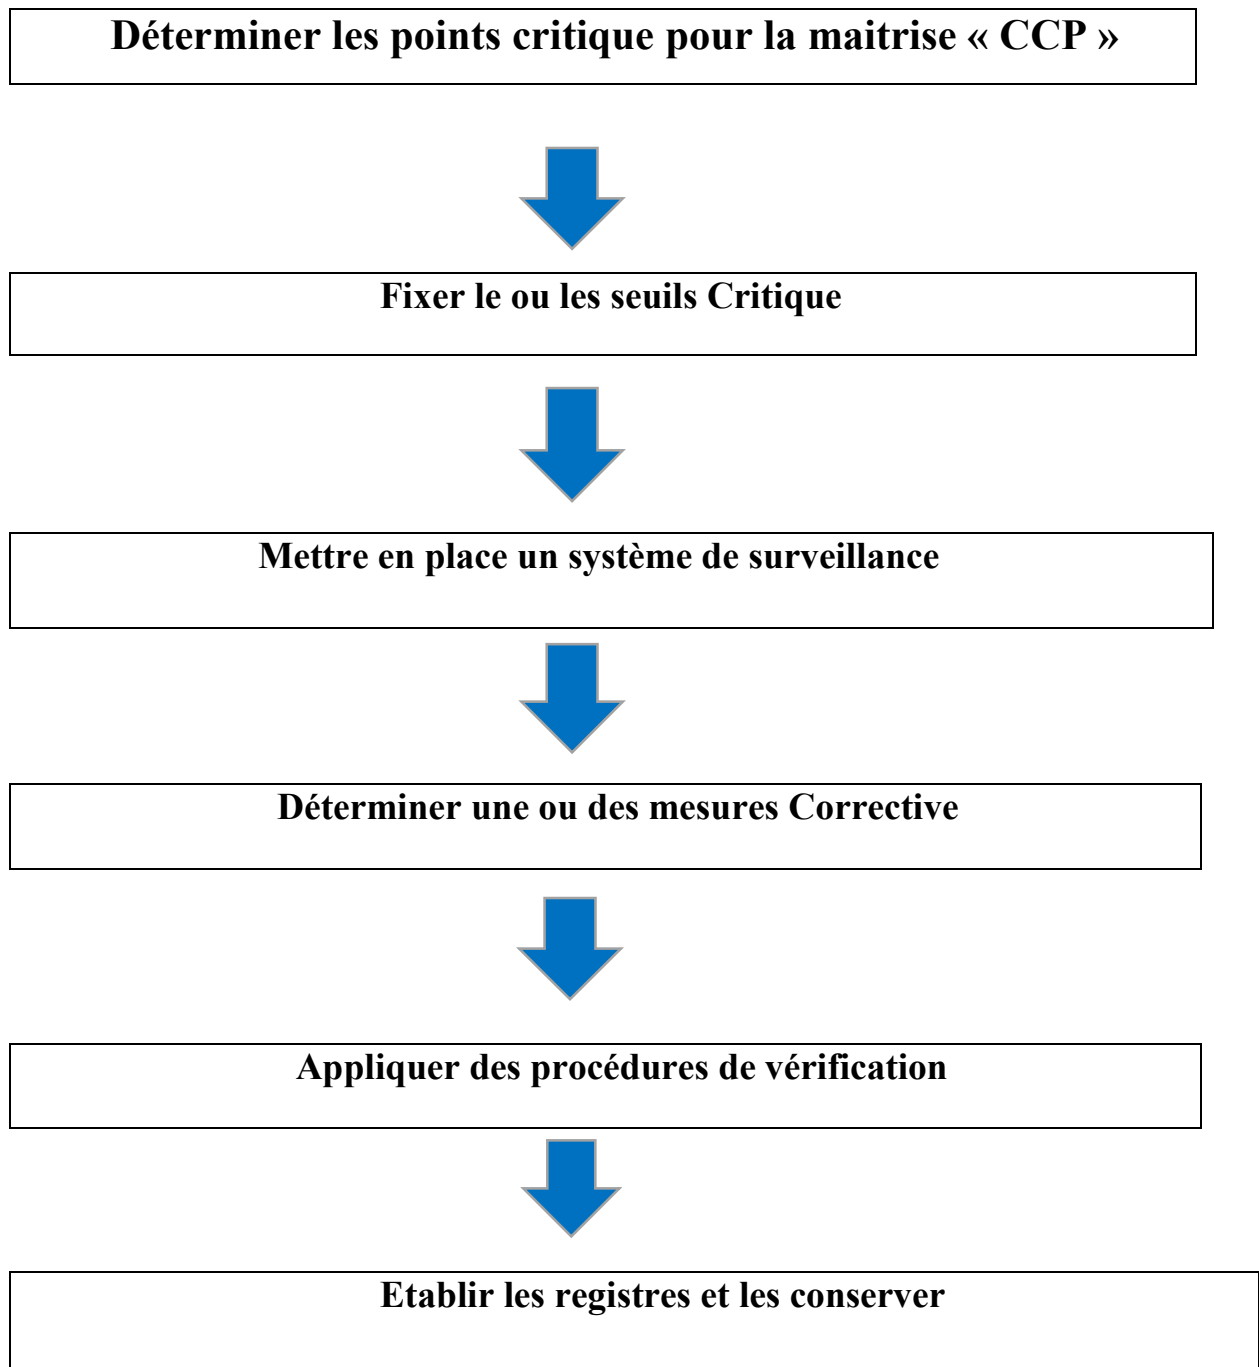 Déterminer les points critique pour la maitrise « CCP »
Fixer le ou les seuils Critique
Mettre en place un système de surveillance
Déterminer une ou des mesures Corrective
Appliquer des procédures de vérification
Etablir les registres et les conserver